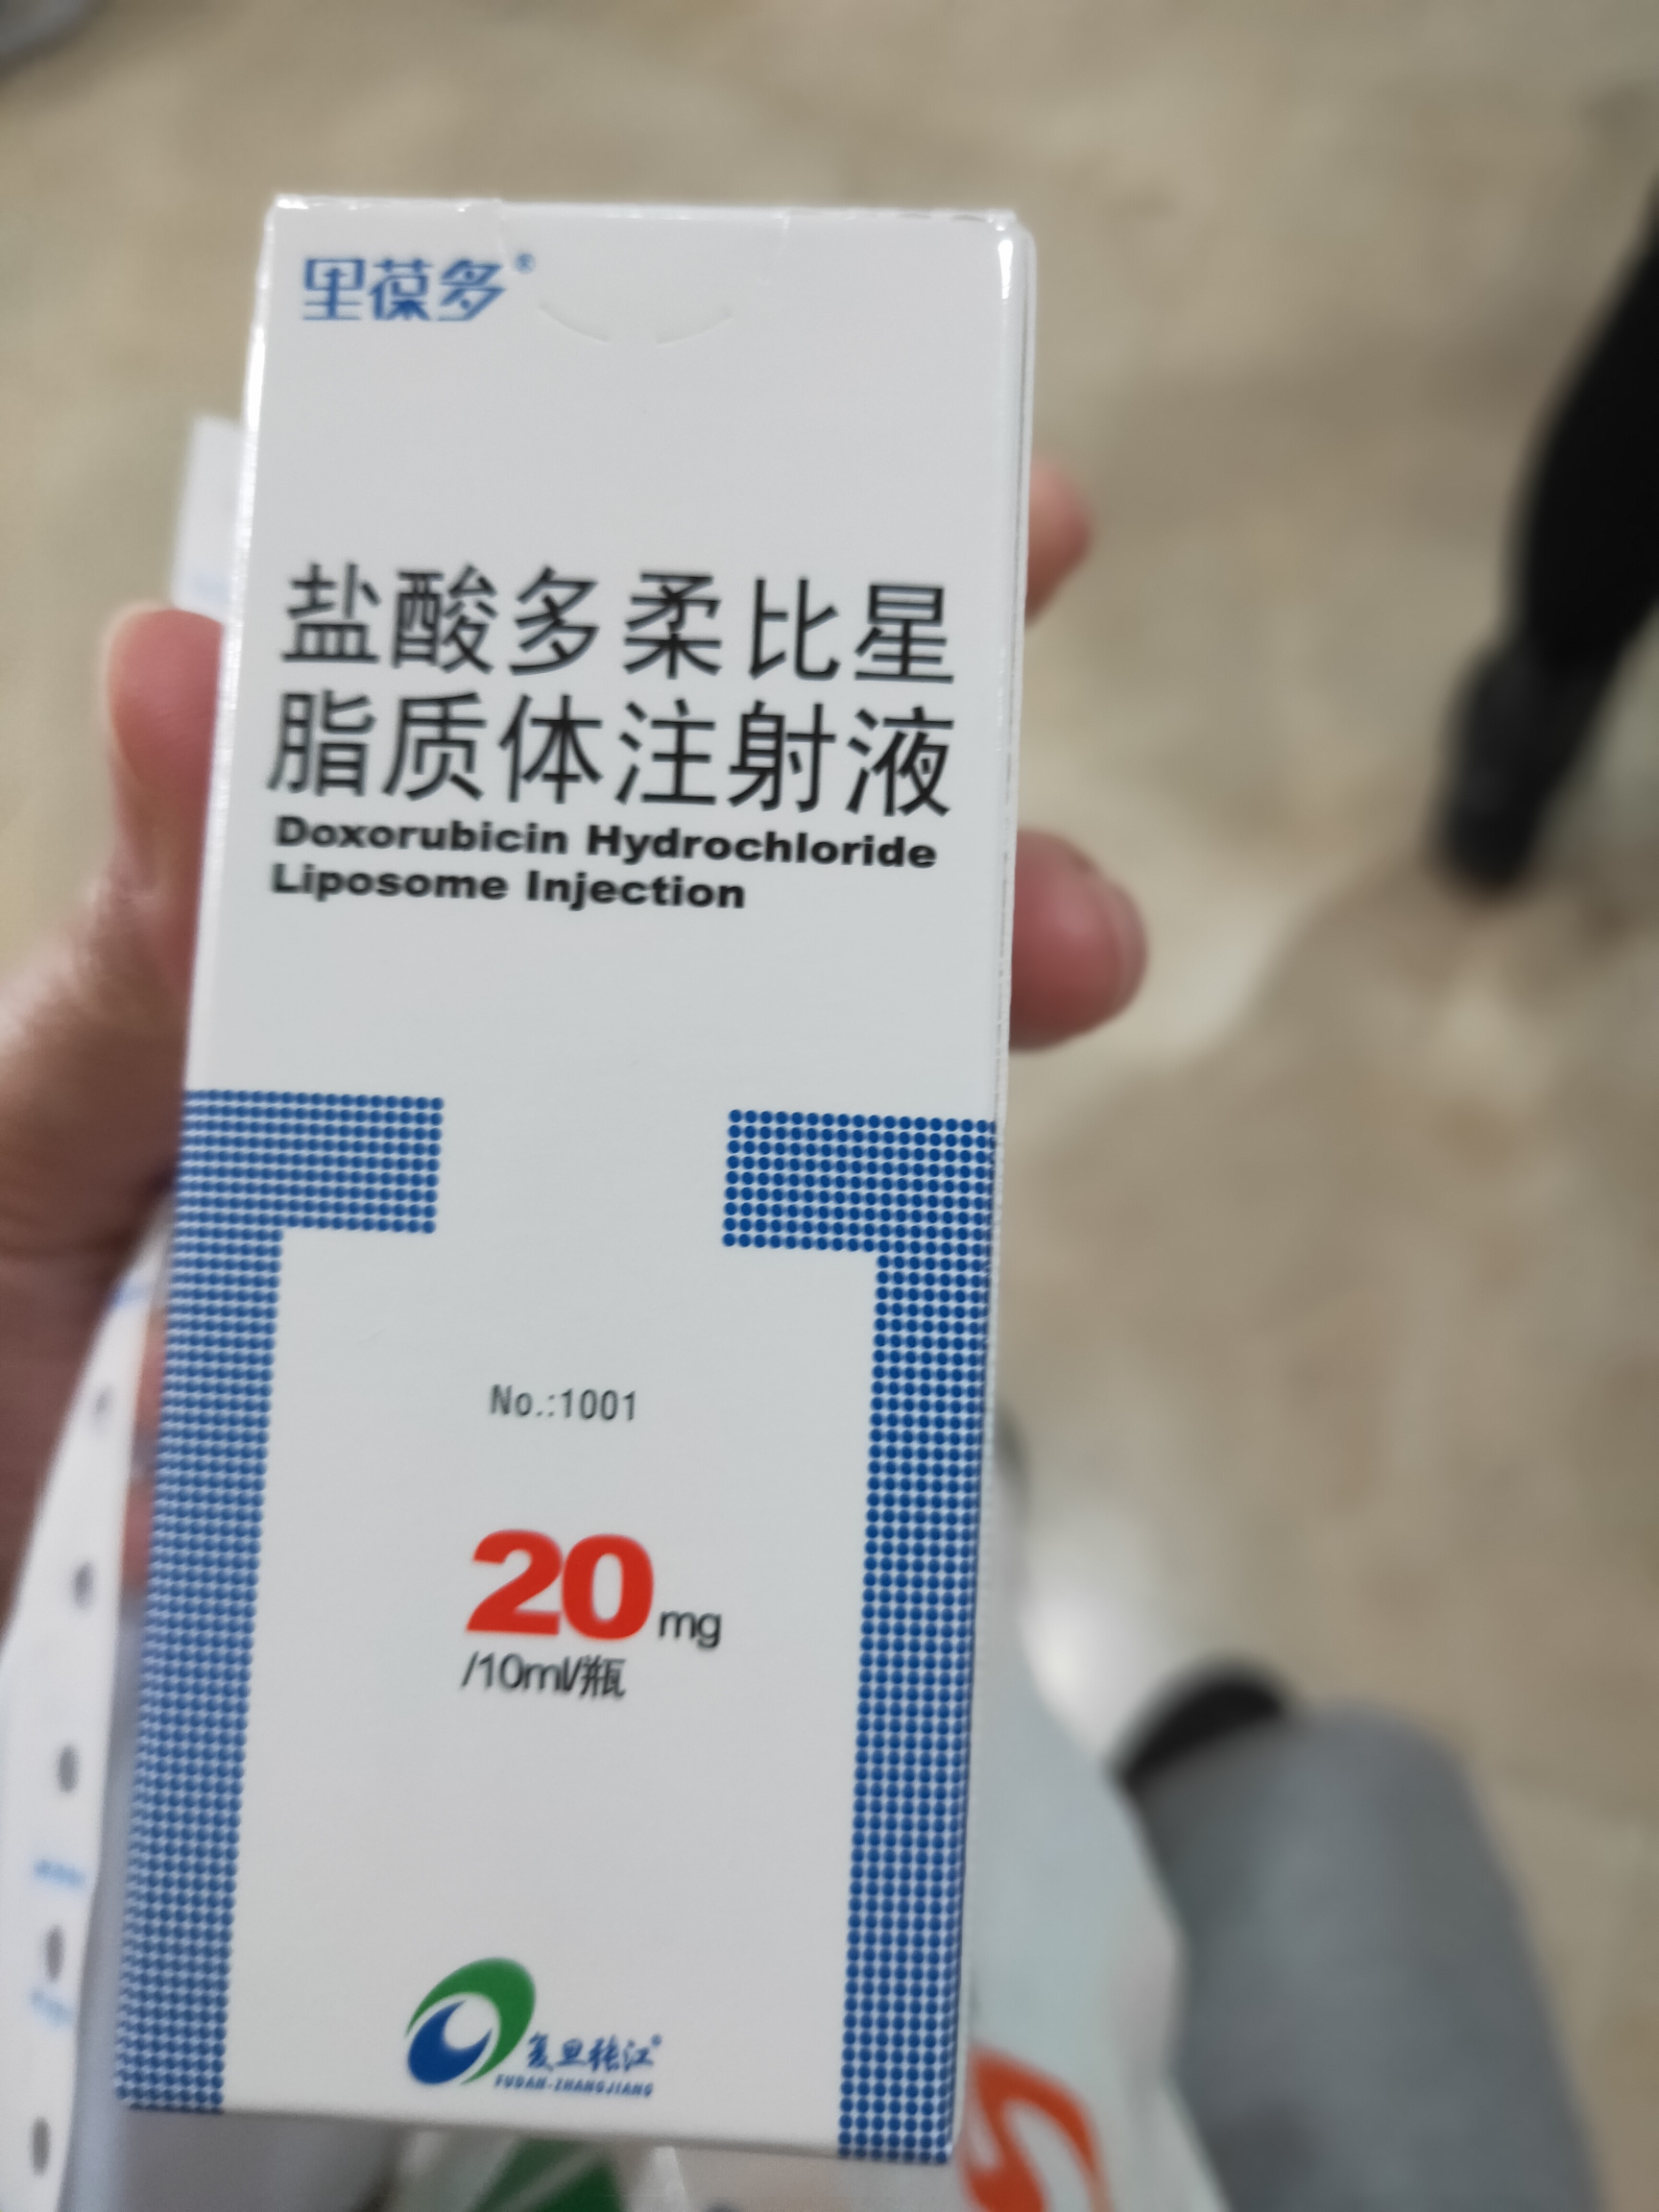 里葆多®
盐酸多柔比星
脂质体注射液
Doxorubicin Hydrochloride
Liposome Injection
No.:1001
20mg
/10ml/瓶
复旦张江®
FUDAN-ZHANGJIANG